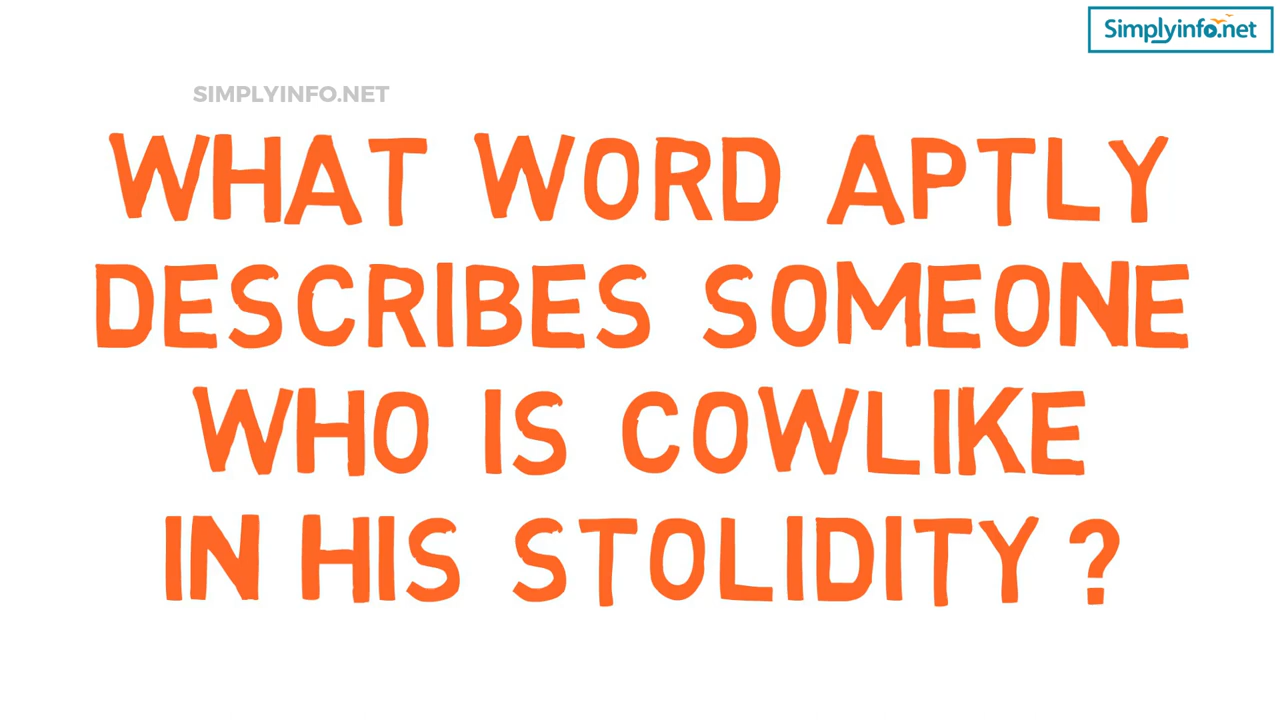 Simplyinfo.net
SIMPLYINFO.NET
WHAT WORD APTLY
DESCRIBES SOMEONE
WHO IS COWLIKE
IN HIS STOLIDITY ?